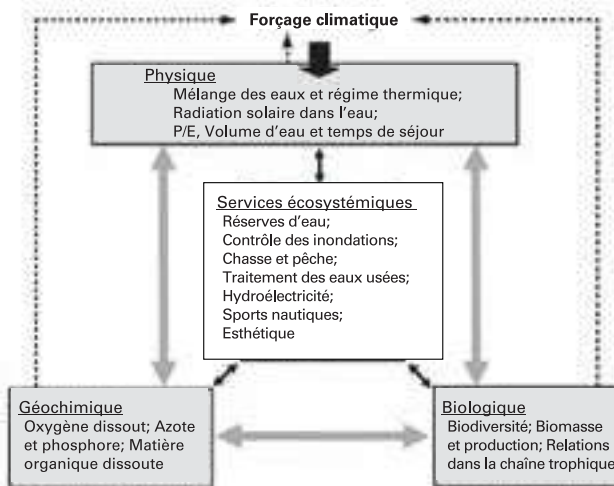 Forçage climatique
Physique
Mélange des eaux et régime thermique;
Radiation solaire dans l'eau;
P/E, Volume d'eau et temps de séjour
Services écosystémiques
Réserves d'eau;
Contrôle des inondations;
Chasse et pêche;
Traitement des eaux usées;
Hydroélectricité;
Sports nautiques;
Esthétique
Géochimique
Oxygène dissout; Azote
et phosphore; Matière
organique dissoute
Biologique
Biodiversité; Biomasse
et production; Relations
dans la chaîne trophique